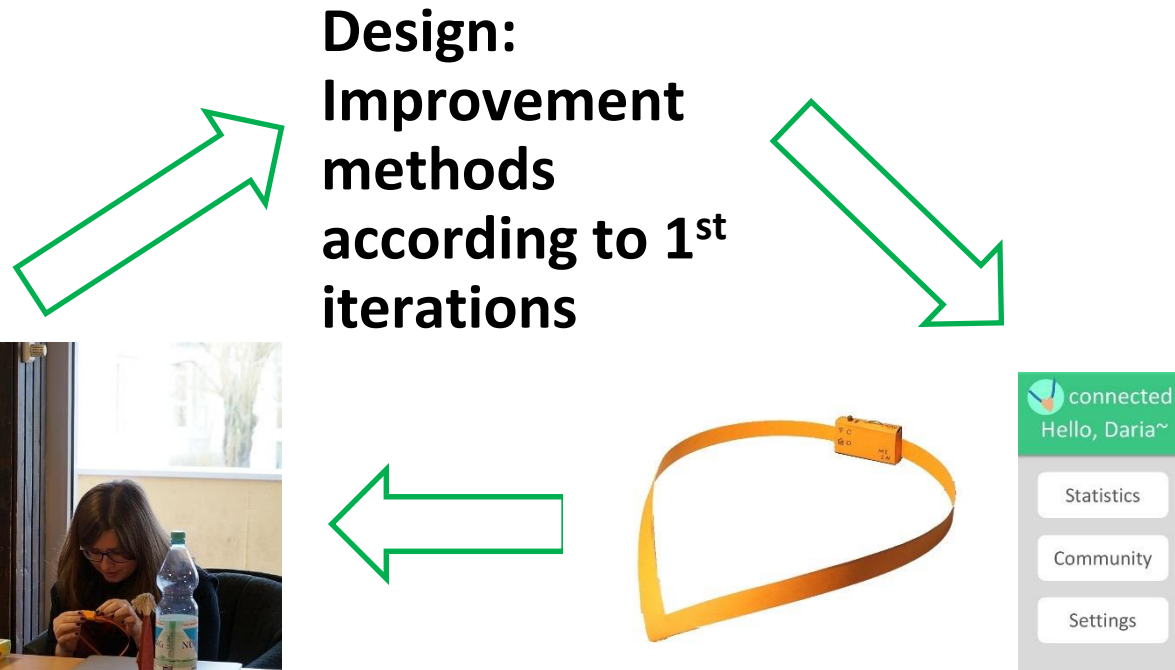 Design:
Improvement
methods
according to 1st
iterations
connected
Hello, Daria~
Statistics
Community
Settings